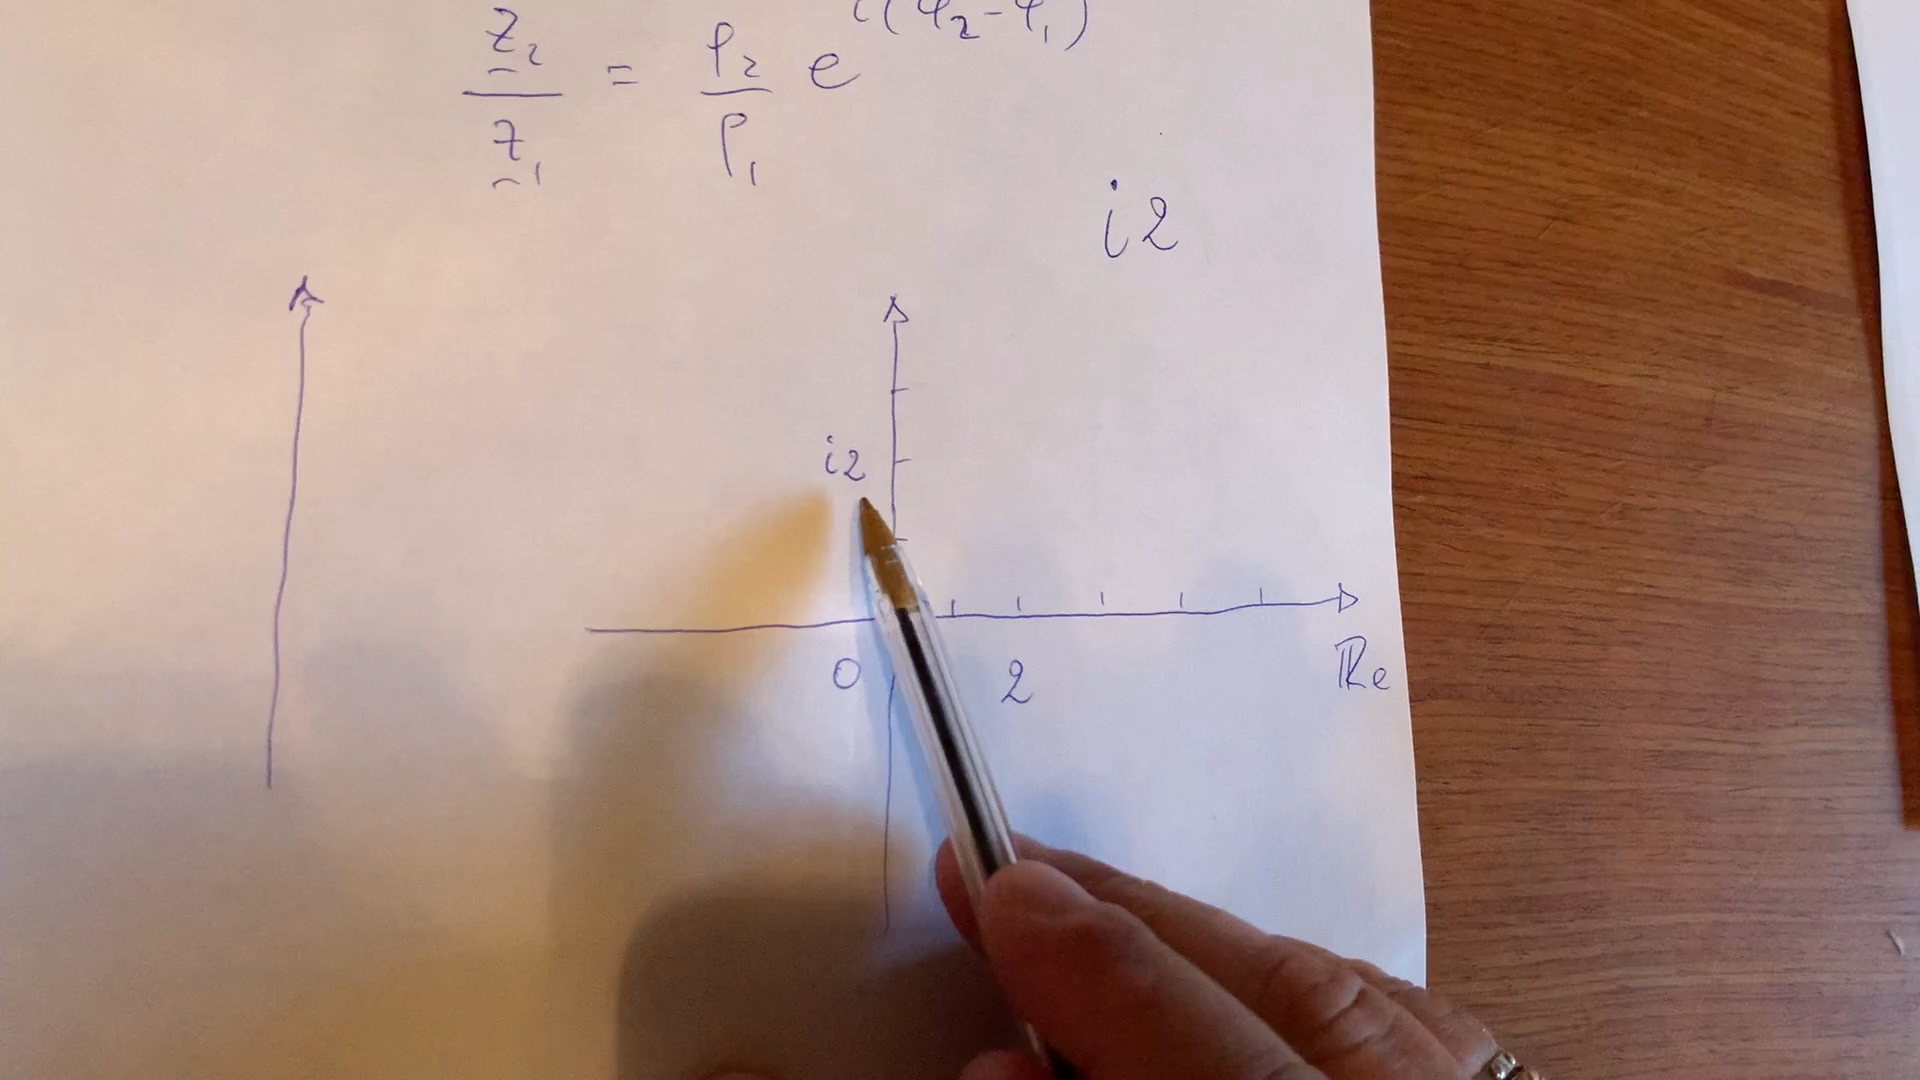 z₂/z₁ = ρ₂/ρ₁ e^{i(φ₂-φ₁)}
i2
i2
0 2 Re